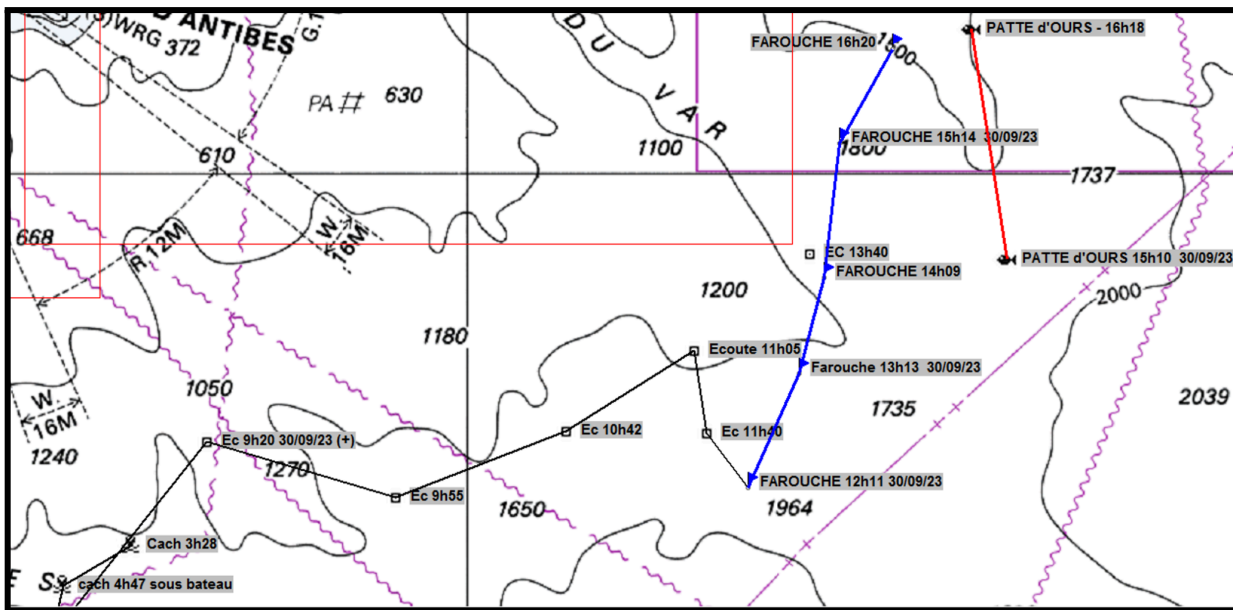 D'ANTIBES
WRG 372
G.1
DU VAR
FAROUCHE 16h20
1800
PATTE d'OURS - 16h18
PA
630
610
1100
FAROUCHE 15h14 30/09/23
1800
1737
668
R 12M
W
16M
EC 13h40
FAROUCHE 14h09
PATTE d'OURS 15h10 30/09/23
1200
2000
1180
Ecoute 11h05
Farouche 13h13 30/09/23
1050
W
16M
1735
2039
1240
Ec 9h20 30/09/23 (+)
Ec 10h42
Ec 11h40
1270
Ec 9h55
FAROUCHE 12h11 30/09/23
1650
1964
Cach 3h28
E S
cach 4h47 sous bateau